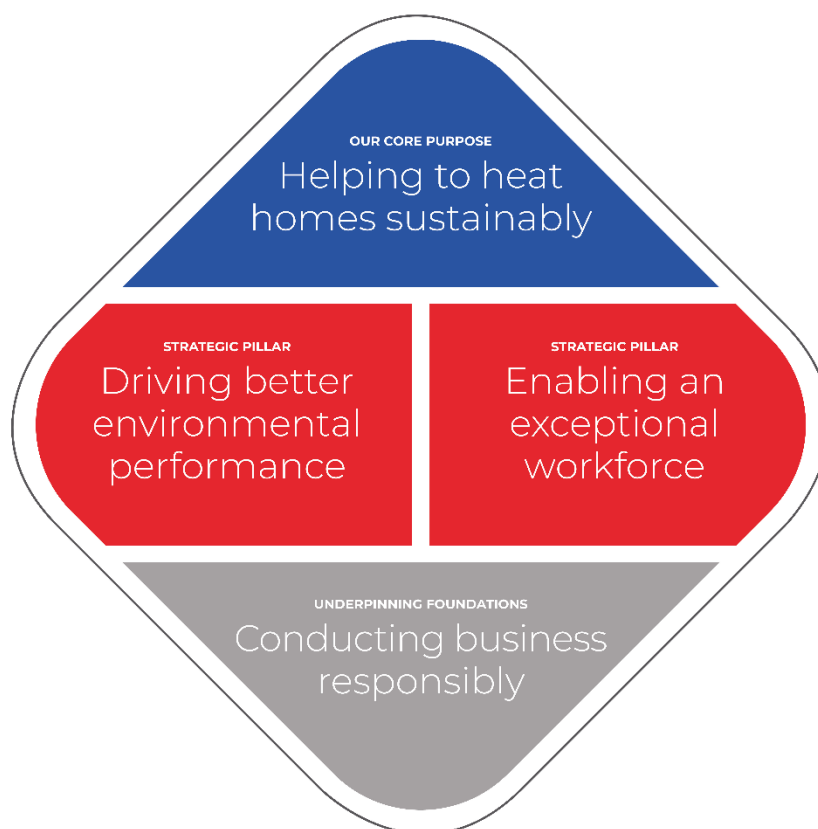 OUR CORE PURPOSE
Helping to heat
homes sustainably
STRATEGIC PILLAR
Driving better
environmental
performance
STRATEGIC PILLAR
Enabling an
exceptional
workforce
UNDERPINNING FOUNDATIONS
Conducting business
responsibly